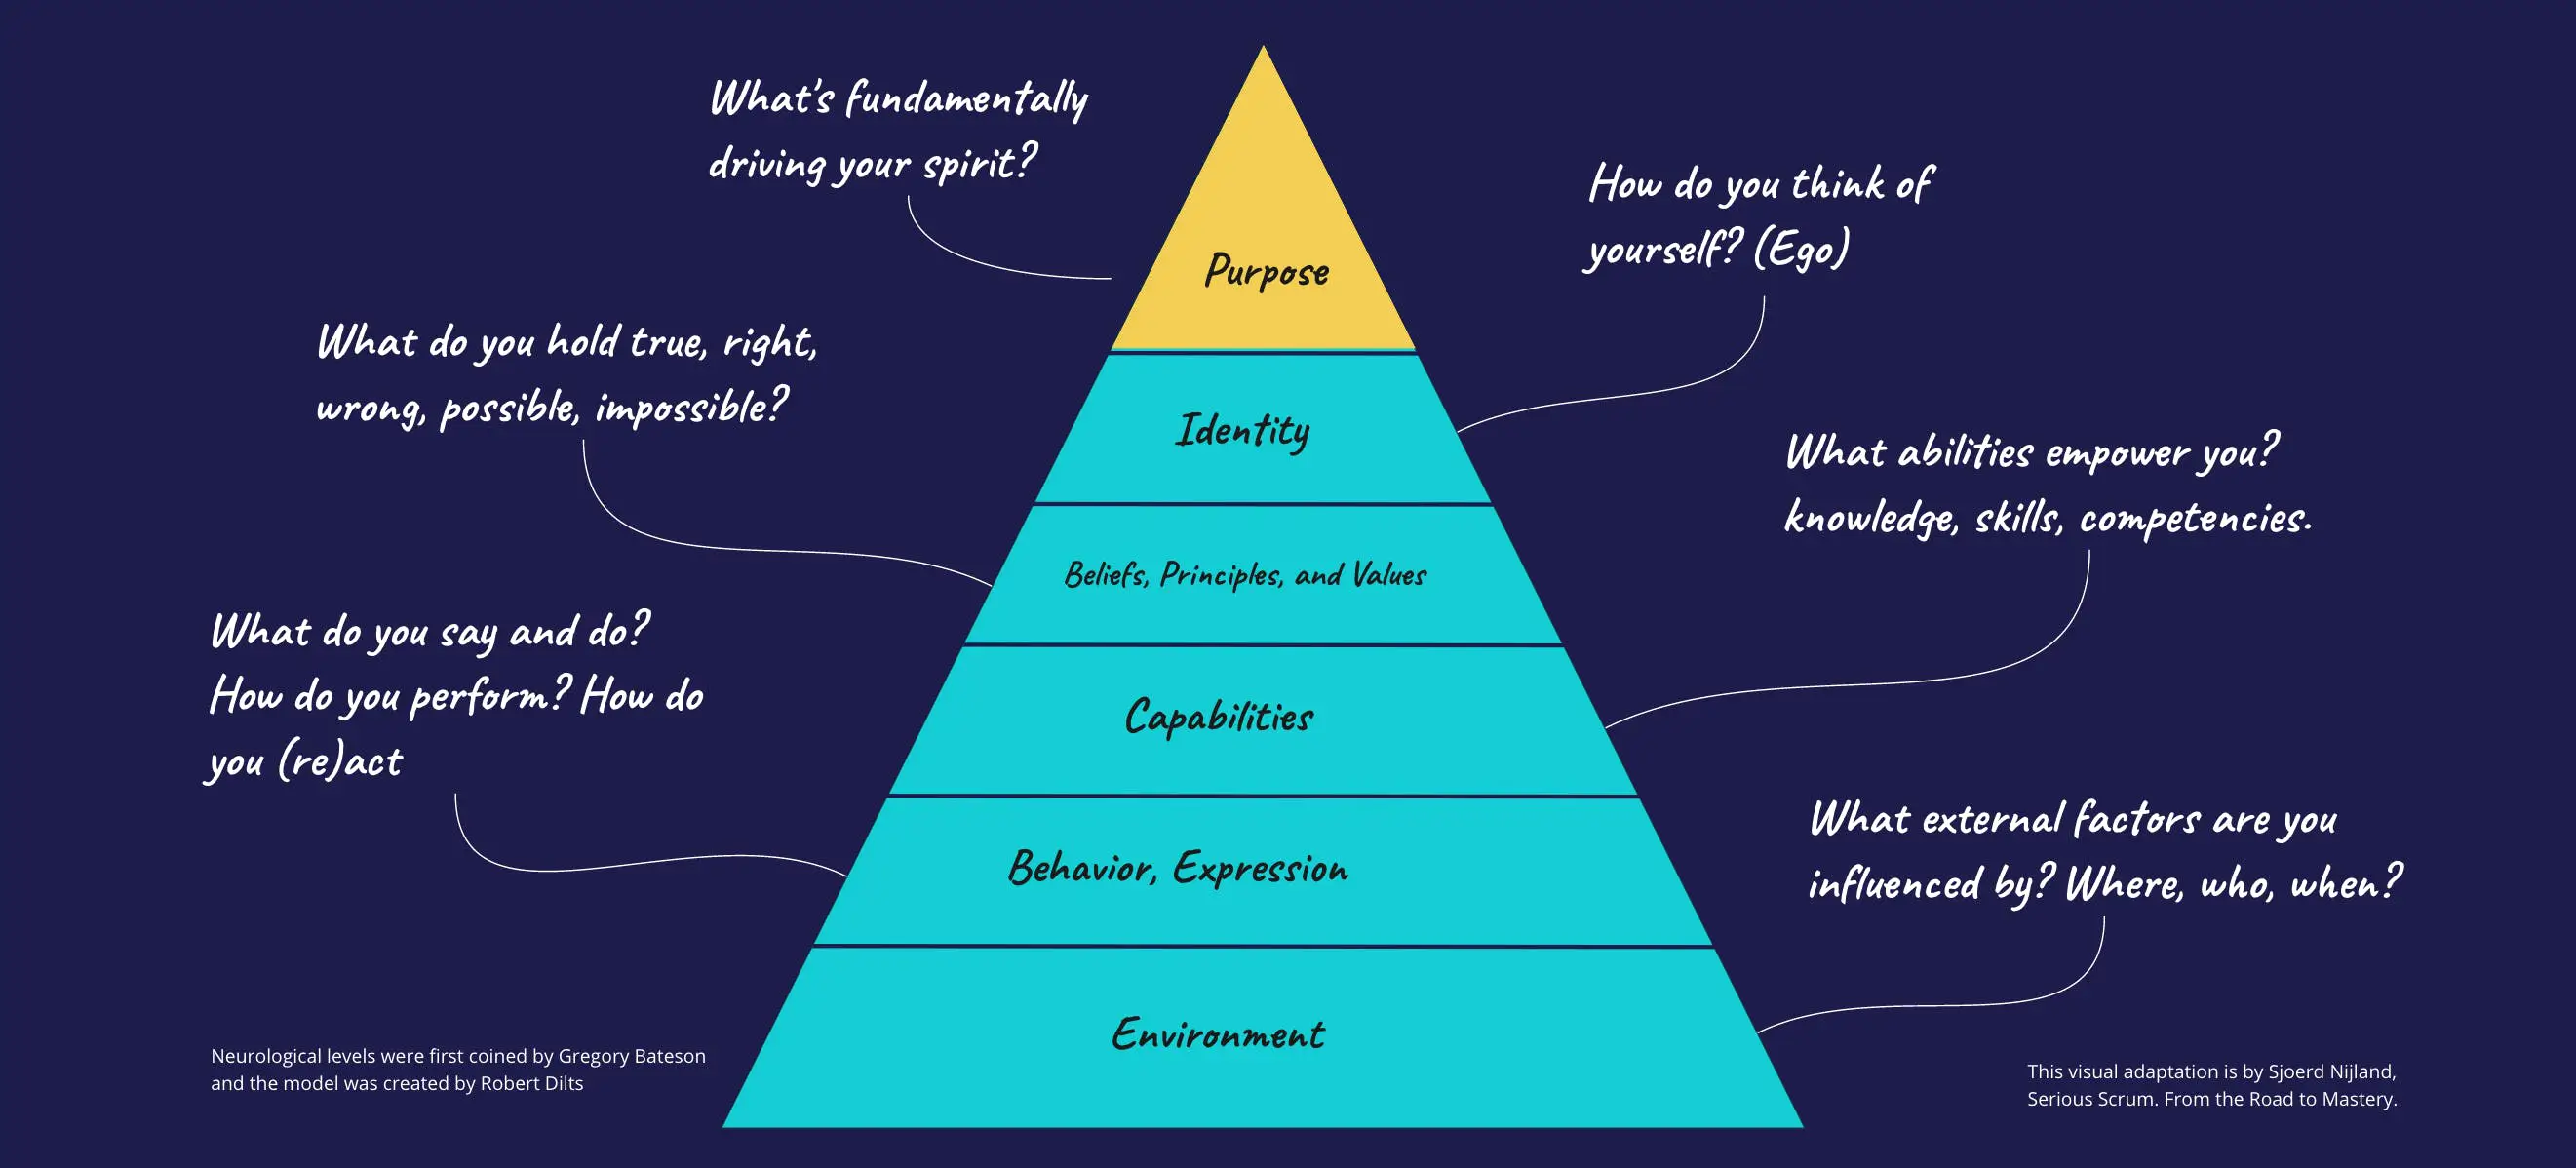 What's fundamentally
driving your spirit?
Purpose
How do you think of
yourself? (Ego)
What do you hold true, right,
wrong, possible, impossible?
Identity
What abilities empower you?
knowledge, skills, competencies.
Beliefs, Principles, and Values
What do you say and do?
How do you perform? How do
you (re)act
Capabilities
What external factors are you
influenced by? Where, who, when?
Behavior, Expression
Environment
Neurological levels were first coined by Gregory Bateson
and the model was created by Robert Dilts
This visual adaptation is by Sjoerd Nijland,
Serious Scrum. From the Road to Mastery.